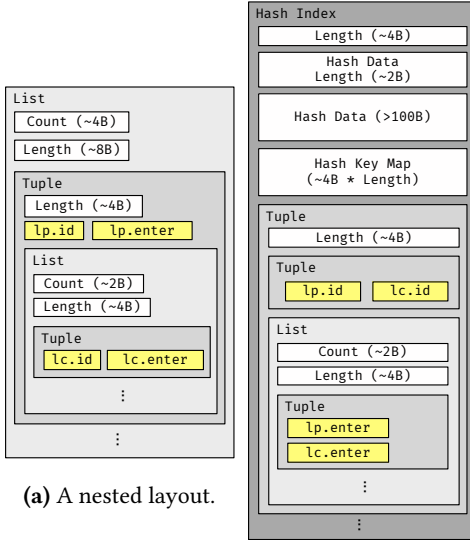 List
Count (~4B)
Length (~8B)
Tuple
Length (~4B)
lp.id lp.enter
List
Count (~2B)
Length (~4B)
Tuple
lc.id lc.enter
⋮
⋮
(a) A nested layout.
Hash Index
Length (~4B)
Hash Data
Length (~2B)
Hash Data (>100B)
Hash Key Map
(~4B * Length)
Tuple
Length (~4B)
Tuple
lp.id lc.id
List
Count (~2B)
Length (~4B)
Tuple
lp.enter
lc.enter
⋮
⋮